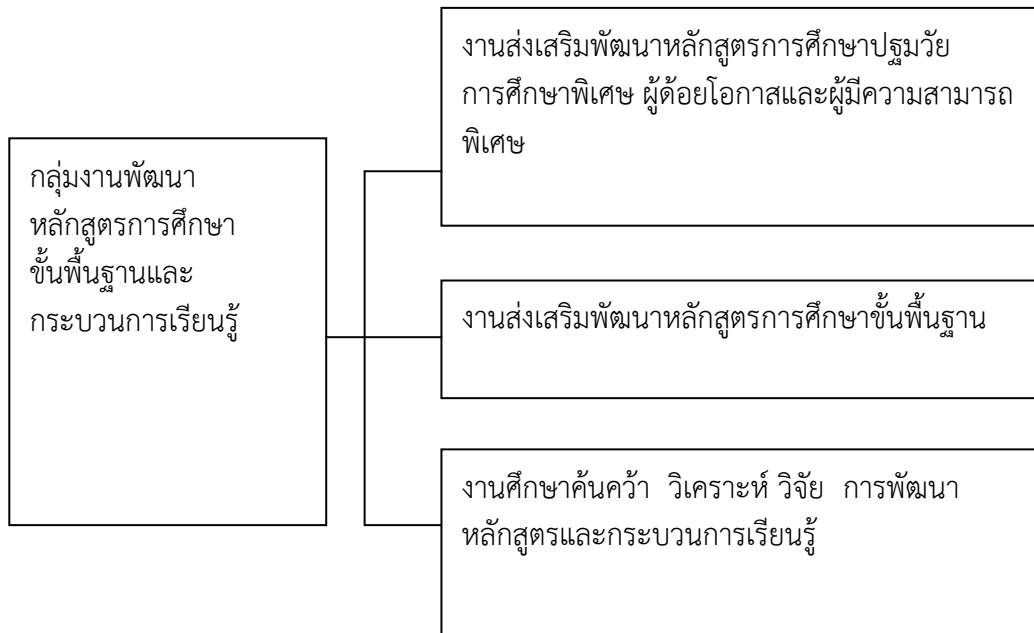 กลุ่มงานพัฒนา
หลักสูตรการศึกษา
ขั้นพื้นฐานและ
กระบวนการเรียนรู้
งานส่งเสริมพัฒนาหลักสูตรการศึกษาปฐมวัย
การศึกษาพิเศษ ผู้ด้อยโอกาสและผู้มีความสามารถ
พิเศษ
งานส่งเสริมพัฒนาหลักสูตรการศึกษาขั้นพื้นฐาน
งานศึกษาค้นคว้า วิเคราะห์ วิจัย การพัฒนา
หลักสูตรและกระบวนการเรียนรู้